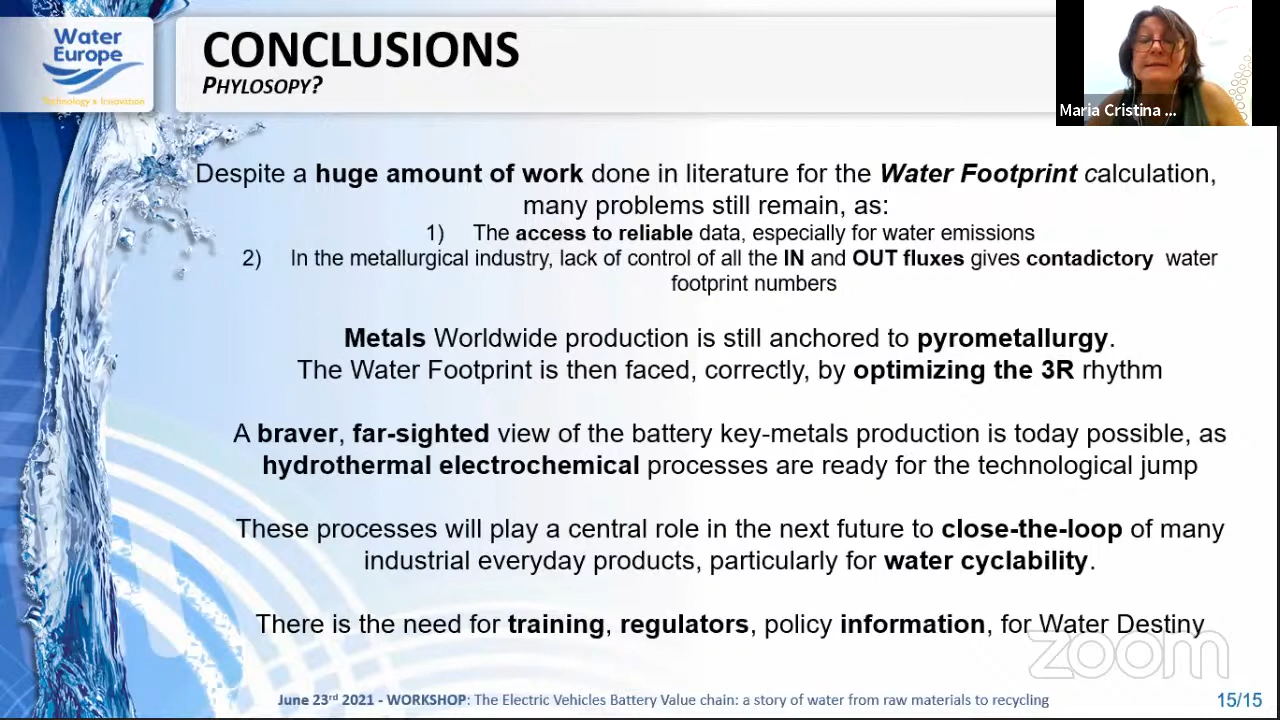 Water
Europe
Technology & Innovation
CONCLUSIONS
PHYLOSOPY?
Maria Cristina ...
Despite a huge amount of work done in literature for the Water Footprint calculation,
many problems still remain, as:
1) The access to reliable data, especially for water emissions
2) In the metallurgical industry, lack of control of all the IN and OUT fluxes gives contadictory water
footprint numbers
Metals Worldwide production is still anchored to pyrometallurgy.
The Water Footprint is then faced, correctly, by optimizing the 3R rhythm
A braver, far-sighted view of the battery key-metals production is today possible, as
hydrothermal electrochemical processes are ready for the technological jump
These processes will play a central role in the next future to close-the-loop of many
industrial everyday products, particularly for water cyclability.
There is the need for training, regulators, policy information, for Water Destiny
zoom
June 23rd 2021 - WORKSHOP: The Electric Vehicles Battery Value chain: a story of water from raw materials to recycling
15/15